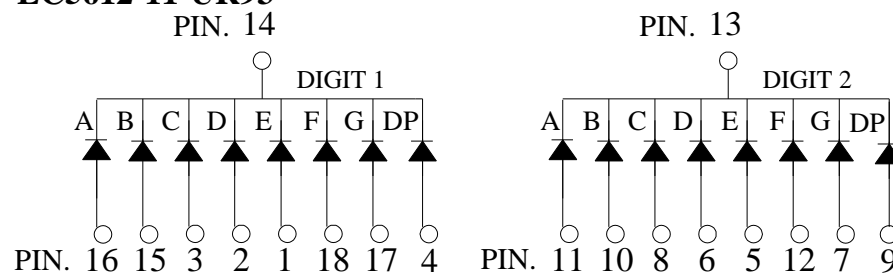 PIN. 14 PIN. 13
DIGIT 1 DIGIT 2
A B C D E F G DP A B C D E F G DP
PIN. 16 15 3 2 1 18 17 4 PIN. 11 10 8 6 5 12 7 9